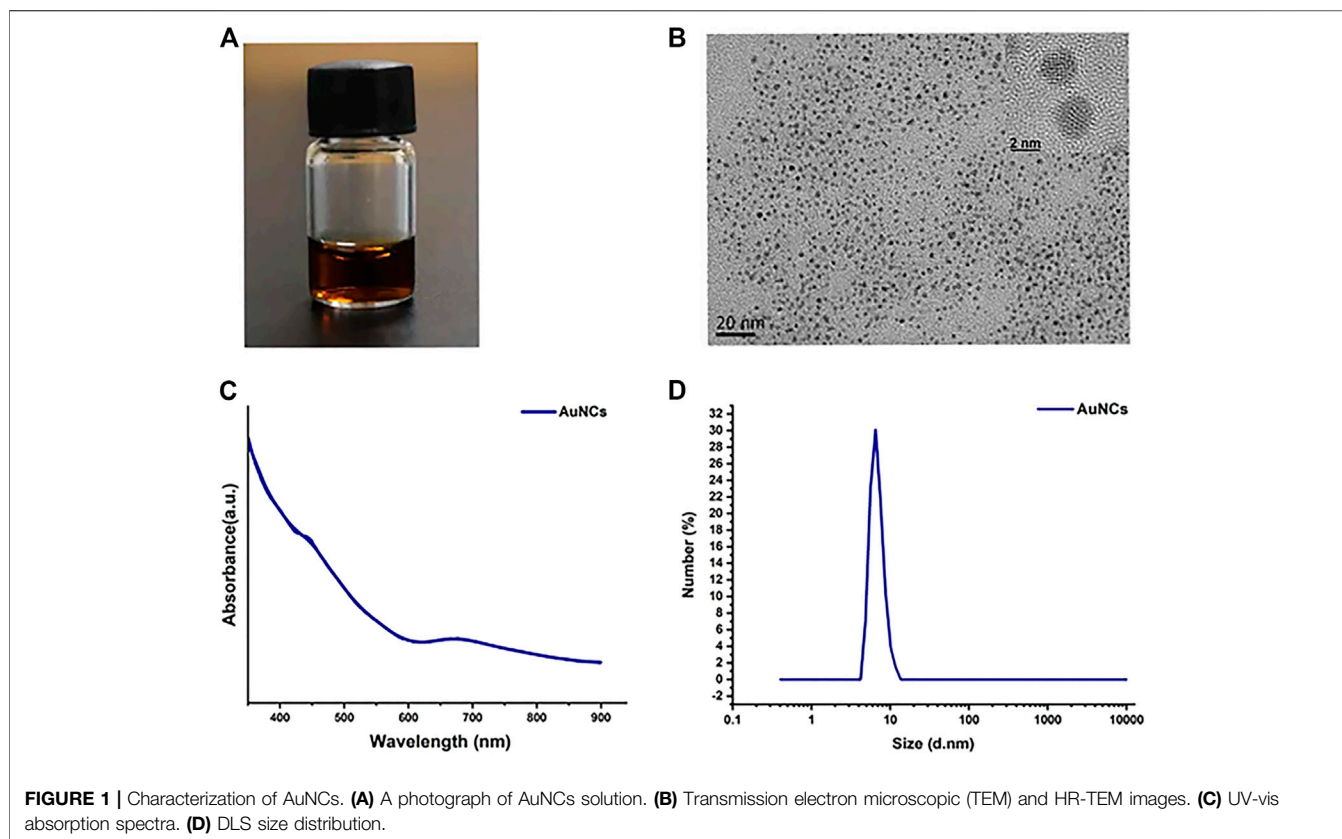 A
B
2 nm
20 nm
C
AuNCs
Absorbance(a.u.)
400 500 600 700 800 900
Wavelength (nm)
D
AuNCs
32
30
28
26
24
22
20
18
16
14
12
10
8
6
4
2
0
-2
Number (%)
0.1 1 10 100 1000 10000
Size (d.nm)
FIGURE 1 | Characterization of AuNCs. (A) A photograph of AuNCs solution. (B) Transmission electron microscopic (TEM) and HR-TEM images. (C) UV-vis
absorption spectra. (D) DLS size distribution.